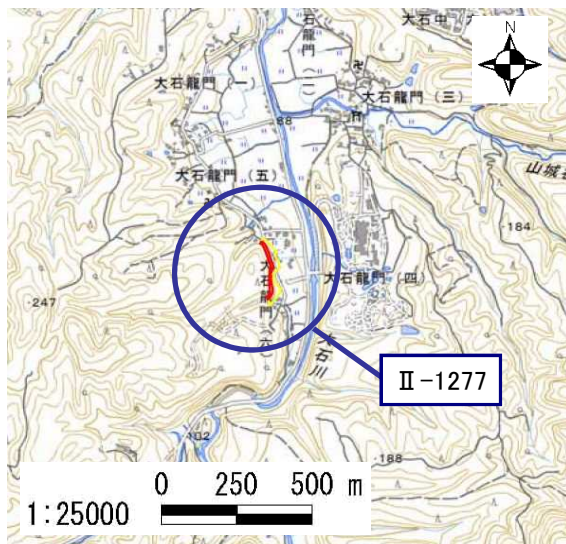 大石中
N
石龍門(二)
大石龍門(一)
大石龍門(三)
88
山城谷
大石龍門(五)
184
大石龍門(四)
247
大石龍門(六)
大石川
Ⅱ-1277
102
188
0 250 500 m
1:25000